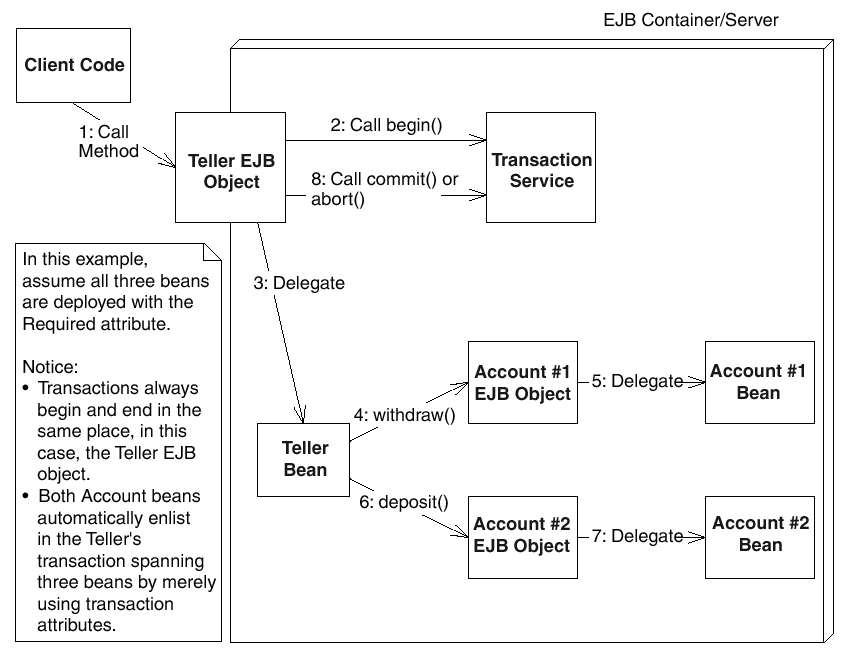 EJB Container/Server
Client Code
1: Call
Method
Teller EJB
Object
2: Call begin()
8: Call commit() or
abort()
Transaction
Service
3: Delegate
In this example,
assume all three beans
are deployed with the
Required attribute.
Notice:
• Transactions always
begin and end in the
same place, in this
case, the Teller EJB
object.
• Both Account beans
automatically enlist
in the Teller's
transaction spanning
three beans by merely
using transaction
attributes.
Teller
Bean
4: withdraw()
Account #1
EJB Object
5: Delegate
Account #1
Bean
6: deposit()
Account #2
EJB Object
7: Delegate
Account #2
Bean